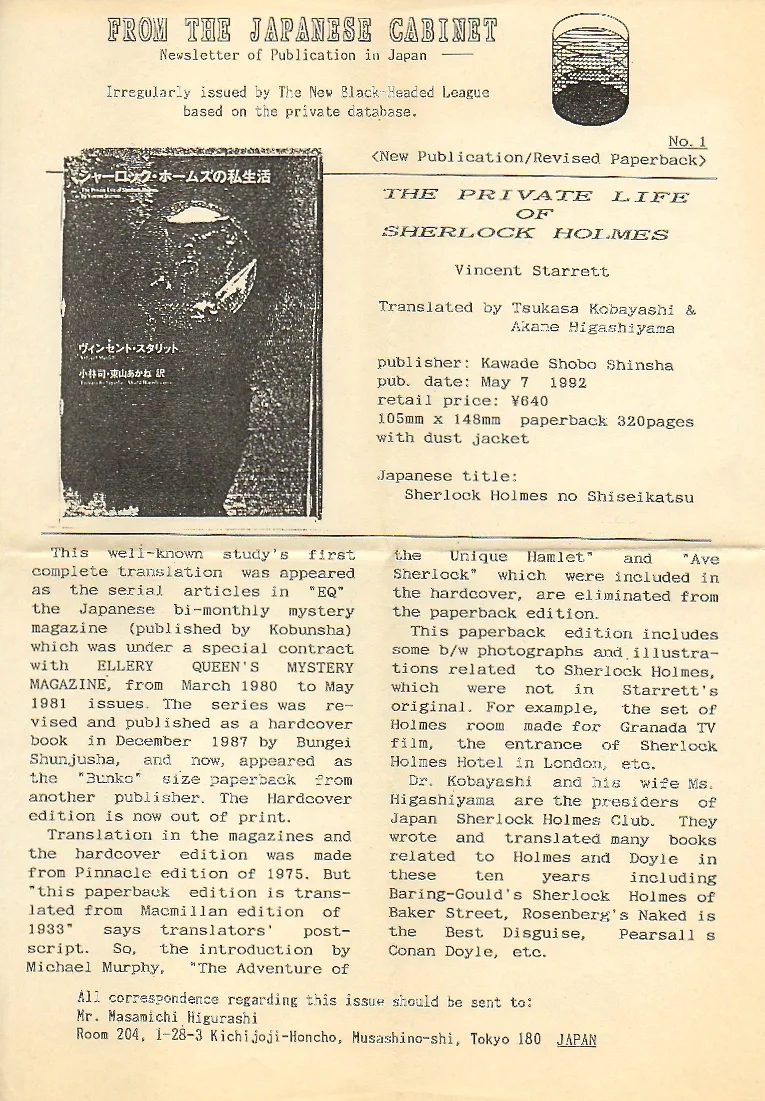 FROM THE JAPANESE CABINET
Newsletter of Publication in Japan ——
Irregularly issued by The New Black-Headed League
based on the private database.
No. 1
<New Publication/Revised Paperback>
シャーロック・ホームズの私生活
The Private Life of Sherlock Holmes
by Vincent Starrett
ヴィンセント・スタリット
小林司・東山あかね 訳
THE PRIVATE LIFE
OF
SHERLOCK HOLMES
Vincent Starrett
Translated by Tsukasa Kobayashi &
Akane Higashiyama
publisher: Kawade Shobo Shinsha
pub. date: May 7 1992
retail price: ¥640
105mm x 148mm paperback 320pages
with dust jacket
Japanese title:
Sherlock Holmes no Shiseikatsu
This well-known study's first
complete translation was appeared
as the serial articles in "EQ"
the Japanese bi-monthly mystery
magazine (published by Kobunsha)
which was under a special contract
with ELLERY QUEEN'S MYSTERY
MAGAZINE, from March 1980 to May
1981 issues. The series was re-
vised and published as a hardcover
book in December 1987 by Bungei
Shunjusha, and now, appeared as
the "Bunko" size paperback from
another publisher. The Hardcover
edition is now out of print.
Translation in the magazines and
the hardcover edition was made
from Pinnacle edition of 1975. But
"this paperback edition is trans-
lated from Macmillan edition of
1933" says translators' post-
script. So, the introduction by
Michael Murphy, "The Adventure of
the Unique Hamlet" and "Ave
Sherlock" which were included in
the hardcover, are eliminated from
the paperback edition.
This paperback edition includes
some b/w photographs and illustra-
tions related to Sherlock Holmes,
which were not in Starrett's
original. For example, the set of
Holmes room made for Granada TV
film, the entrance of Sherlock
Holmes Hotel in London, etc.
Dr. Kobayashi and his wife Ms.
Higashiyama are the presiders of
Japan Sherlock Holmes Club. They
wrote and translated many books
related to Holmes and Doyle in
these ten years including
Baring-Gould's Sherlock Holmes of
Baker Street, Rosenberg's Naked is
the Best Disguise, Pearsall s
Conan Doyle, etc.
All correspondence regarding this issue should be sent to:
Mr. Masamichi Higurashi
Room 204, 1-28-3 Kichijoji-Honcho, Musashino-shi, Tokyo 180 JAPAN